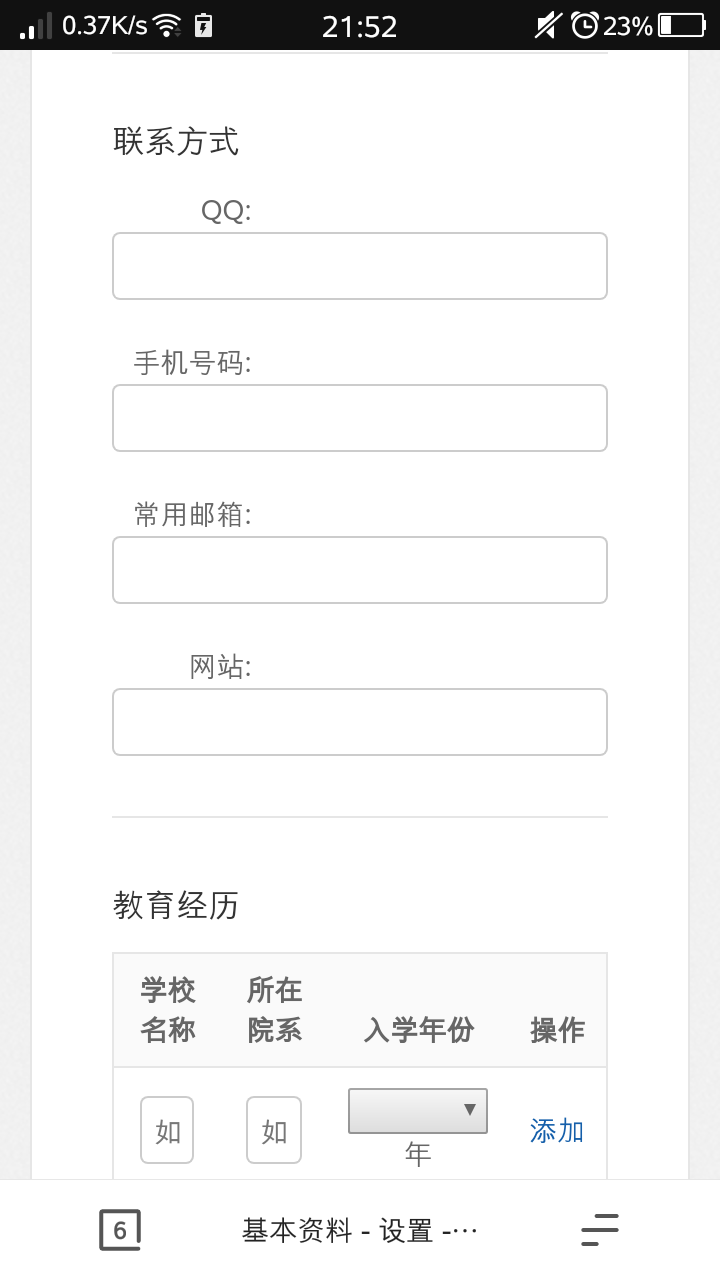 0.37K/s 21:52 23%
联系方式
QQ:
手机号码:
常用邮箱:
网站:
教育经历
学校 所在
名称 院系 入学年份 操作
如 如 添加
年
6 基本资料 - 设置 -···